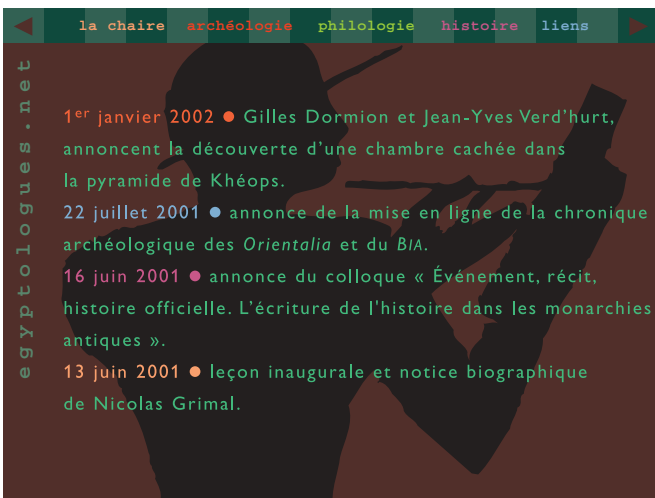 la chaire archéologie philologie histoire liens
egyptologues.net
1er janvier 2002 ● Gilles Dormion et Jean-Yves Verd’hurt,
annoncent la découverte d’une chambre cachée dans
la pyramide de Khéops.
22 juillet 2001 ● annonce de la mise en ligne de la chronique
archéologique des Orientalia et du BIA.
16 juin 2001 ● annonce du colloque « Événement, récit,
histoire officielle. L’écriture de l'histoire dans les monarchies
antiques ».
13 juin 2001 ● leçon inaugurale et notice biographique
de Nicolas Grimal.